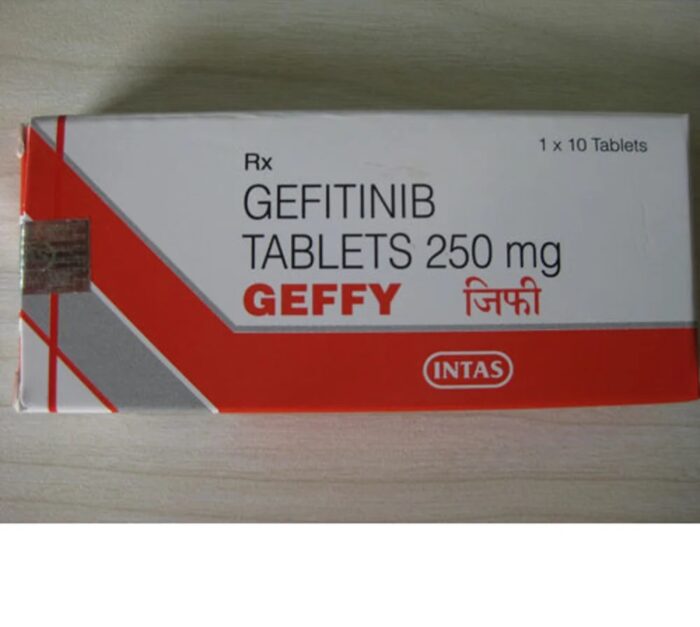 1 x 10 Tablets
Rx
GEFITINIB
TABLETS 250 mg
GEFFY जिफी
INTAS